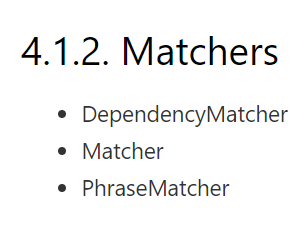 4.1.2. Matchers
• DependencyMatcher
• Matcher
• PhraseMatcher